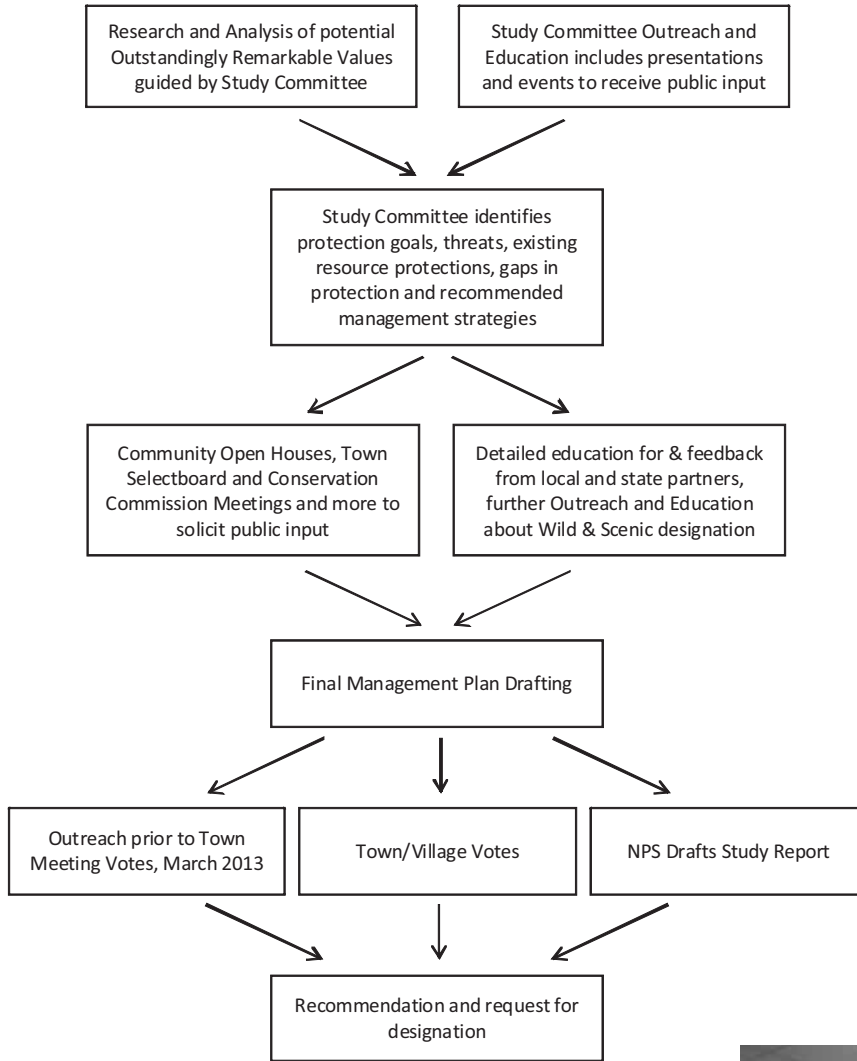 Research and Analysis of potential
Outstandingly Remarkable Values
guided by Study Committee
Study Committee Outreach and
Education includes presentations
and events to receive public input
Study Committee identifies
protection goals, threats, existing
resource protections, gaps in
protection and recommended
management strategies
Community Open Houses, Town
Selectboard and Conservation
Commission Meetings and more to
solicit public input
Detailed education for & feedback
from local and state partners,
further Outreach and Education
about Wild & Scenic designation
Final Management Plan Drafting
Outreach prior to Town
Meeting Votes, March 2013
Town/Village Votes
NPS Drafts Study Report
Recommendation and request for
designation